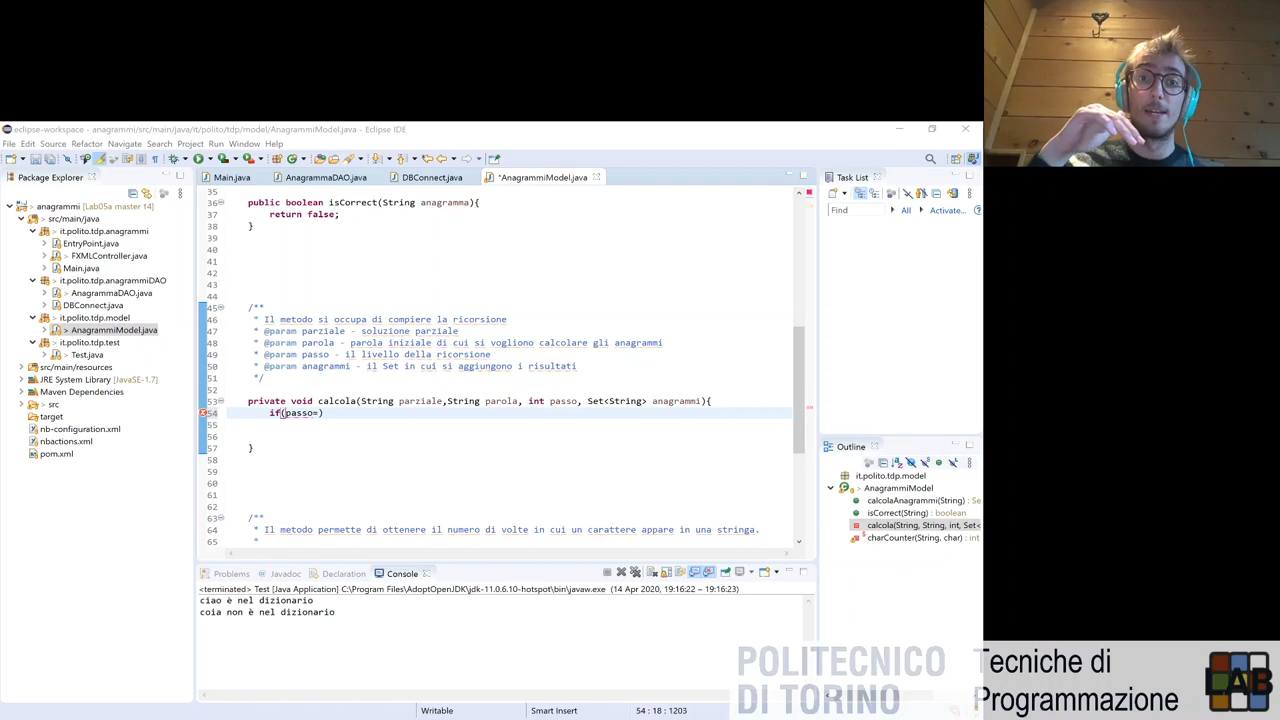 eclipse-workspace - anagrammi/src/main/java/it/polito/tdp/model/AnagrammiModel.java - Eclipse IDE
File Edit Source Refactor Navigate Search Project Run Window Help
Package Explorer
anagrammi [Lab05a master ↑4]
src/main/java
it.polito.tdp.anagrammi
EntryPoint.java
FXMLController.java
Main.java
it.polito.tdp.anagrammiDAO
AnagrammaDAO.java
DBConnect.java
it.polito.tdp.model
AnagrammiModel.java
it.polito.tdp.test
Test.java
src/main/resources
JRE System Library [JavaSE-1.7]
Maven Dependencies
src
target
nb-configuration.xml
nbactions.xml
pom.xml
Main.java AnagrammaDAO.java DBConnect.java *AnagrammiModel.java
35
36 public boolean isCorrect(String anagramma){
37 return false;
38 }
39
40
41
42
43
44
45 /**
46 * Il metodo si occupa di compiere la ricorsione
47 * @param parziale - soluzione parziale
48 * @param parola - parola iniziale di cui si vogliono calcolare gli anagrammi
49 * @param passo - il livello della ricorsione
50 * @param anagrammi - il Set in cui si aggiungono i risultati
51 */
52
53 private void calcola(String parziale,String parola, int passo, Set<String> anagrammi){
54 if(passo=)
55
56
57 }
58
59
60
61
62
63 /**
64 * Il metodo permette di ottenere il numero di volte in cui un carattere appare in una stringa.
65 *
Task List
Find All Activate...
Outline
it.polito.tdp.model
AnagrammiModel
calcolaAnagrammi(String) : Se
isCorrect(String) : boolean
calcola(String, String, int, Set<
charCounter(String, char) : int
Problems Javadoc Declaration Console
<terminated> Test [Java Application] C:\Program Files\AdoptOpenJDK\jdk-11.0.6.10-hotspot\bin\javaw.exe (14 Apr 2020, 19:16:22 – 19:16:23)
ciao è nel dizionario
coia non è nel dizionario
Writable Smart Insert 54 : 18 : 1203
POLITECNICO
DI TORINO
Tecniche di
Programmazione
LAB